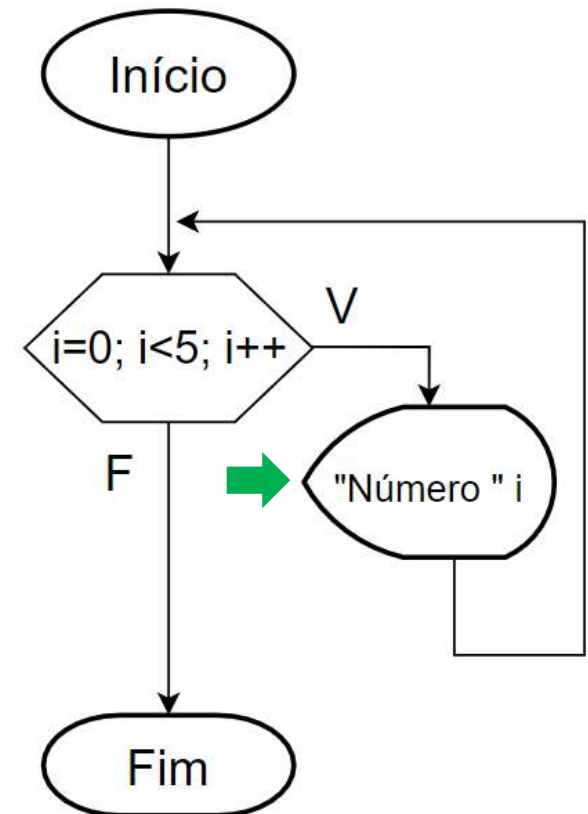 Início
i=0; i<5; i++
V
F
"Número " i
Fim